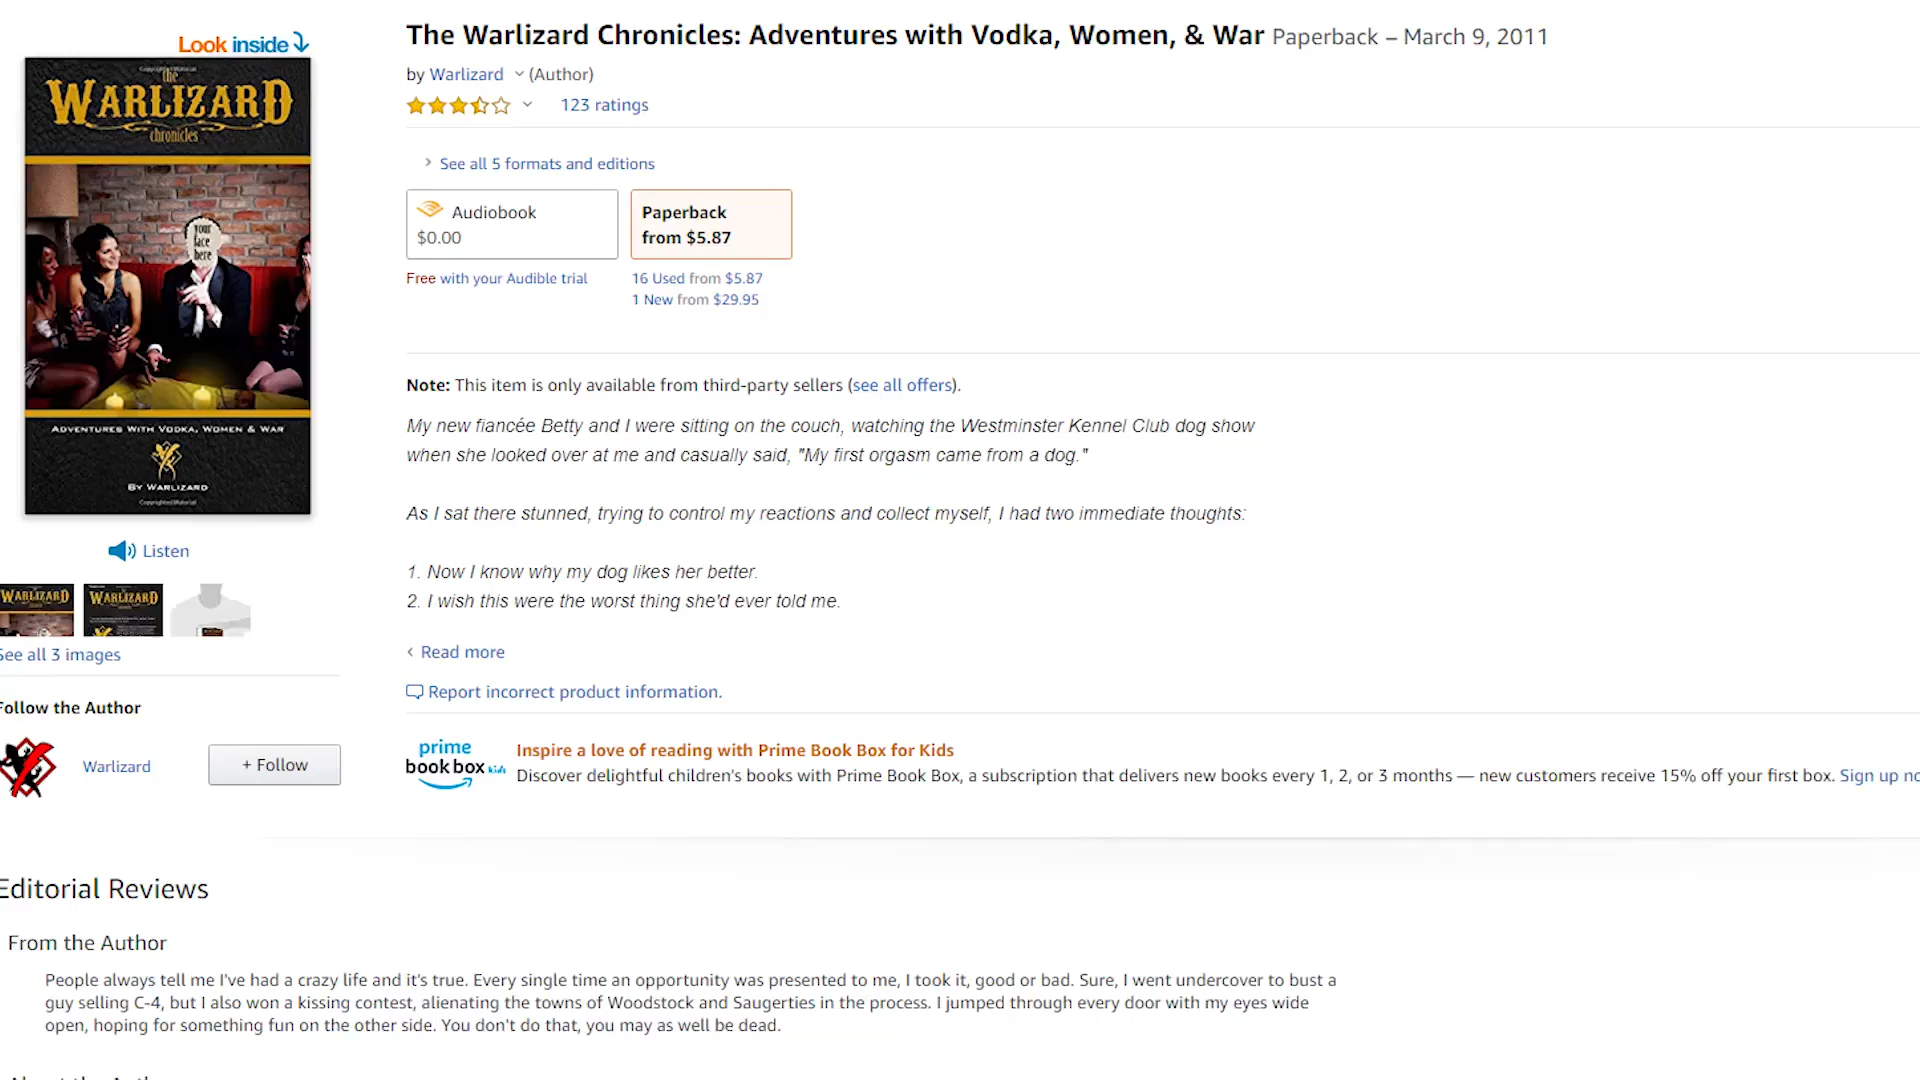 Look inside
Copyrighted Material
the
WARLIZARD
chronicles
your
face
here
ADVENTURES WITH VODKA, WOMEN & WAR
BY WARLIZARD
Copyrighted Material
Listen
WARLIZARD
WARLIZARD
See all 3 images
Follow the Author
Warlizard
+ Follow
The Warlizard Chronicles: Adventures with Vodka, Women, & War Paperback – March 9, 2011
by Warlizard (Author)
123 ratings
See all 5 formats and editions
Audiobook
$0.00
Free with your Audible trial
Paperback
from $5.87
16 Used from $5.87
1 New from $29.95
Note: This item is only available from third-party sellers (see all offers).
My new fiancée Betty and I were sitting on the couch, watching the Westminster Kennel Club dog show
when she looked over at me and casually said, "My first orgasm came from a dog."
As I sat there stunned, trying to control my reactions and collect myself, I had two immediate thoughts:
1. Now I know why my dog likes her better.
2. I wish this were the worst thing she'd ever told me.
Read more
Report incorrect product information.
prime
book box kids
Inspire a love of reading with Prime Book Box for Kids
Discover delightful children's books with Prime Book Box, a subscription that delivers new books every 1, 2, or 3 months — new customers receive 15% off your first box. Sign up no
Editorial Reviews
From the Author
People always tell me I've had a crazy life and it's true. Every single time an opportunity was presented to me, I took it, good or bad. Sure, I went undercover to bust a
guy selling C-4, but I also won a kissing contest, alienating the towns of Woodstock and Saugerties in the process. I jumped through every door with my eyes wide
open, hoping for something fun on the other side. You don't do that, you may as well be dead.